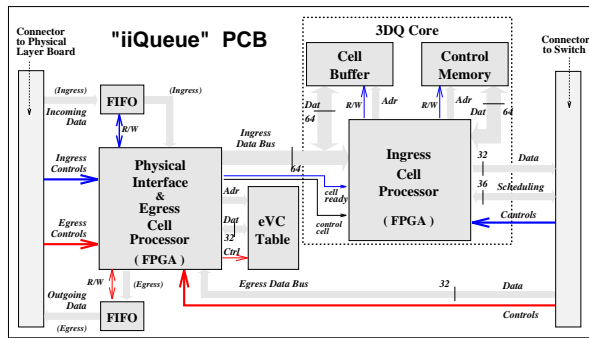 Connector
to Physical
Layer Board
"iiQueue" PCB
3DQ Core
Connector
to Switch
Cell
Buffer
Control
Memory
(Ingress)
FIFO
(Ingress)
Incoming
Data
R/W
Dat
64
R/W
Adr
R/W
Adr
Dat
64
Ingress
Data Bus
64
Ingress
Controls
Physical
Interface
&
Egress
Cell
Processor
(FPGA)
Ingress
Cell
Processor
(FPGA)
32
Data
36
Scheduling
Controls
cell
ready
control
cell
Adr
Dat
32
Ctrl
eVC
Table
Egress
Controls
R/W
(Egress)
Egress Data Bus
32
Data
Controls
Outgoing
Data
(Egress)
FIFO